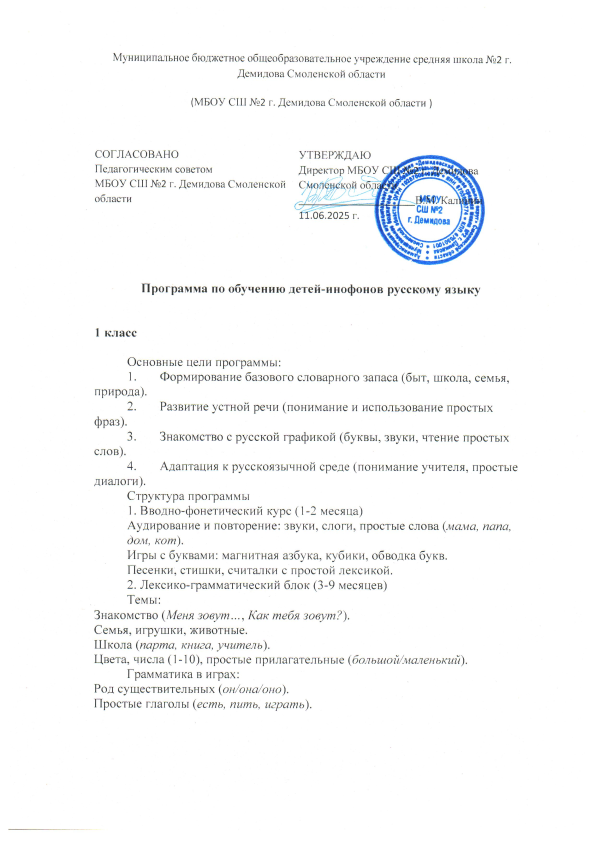 Муниципальное бюджетное общеобразовательное учреждение средняя школа №2 г.
Демидова Смоленской области
(МБОУ СШ №2 г. Демидова Смоленской области )
СОГЛАСОВАНО
Педагогическим советом
МБОУ СШ №2 г. Демидова Смоленской
области
УТВЕРЖДАЮ
Директор МБОУ СШ №2 г. Демидова
Смоленской области
11.06.2025 г.
МБОУ
СШ №2
г. Демидова
Программа по обучению детей-инофонов русскому языку
1 класс
Основные цели программы:
1. Формирование базового словарного запаса (быт, школа, семья,
природа).
2. Развитие устной речи (понимание и использование простых
фраз).
3. Знакомство с русской графикой (буквы, звуки, чтение простых
слов).
4. Адаптация к русскоязычной среде (понимание учителя, простые
диалоги).
Структура программы
1. Вводно-фонетический курс (1-2 месяца)
Аудирование и повторение: звуки, слоги, простые слова (мама, папа,
дом, кот).
Игры с буквами: магнитная азбука, кубики, обводка букв.
Песенки, стишки, считалки с простой лексикой.
2. Лексико-грамматический блок (3-9 месяцев)
Темы:
Знакомство (Меня зовут…, Как тебя зовут?).
Семья, игрушки, животные.
Школа (парта, книга, учитель).
Цвета, числа (1-10), простые прилагательные (большой/маленький).
Грамматика в играх:
Род существительных (он/она/оно).
Простые глаголы (есть, пить, играть).